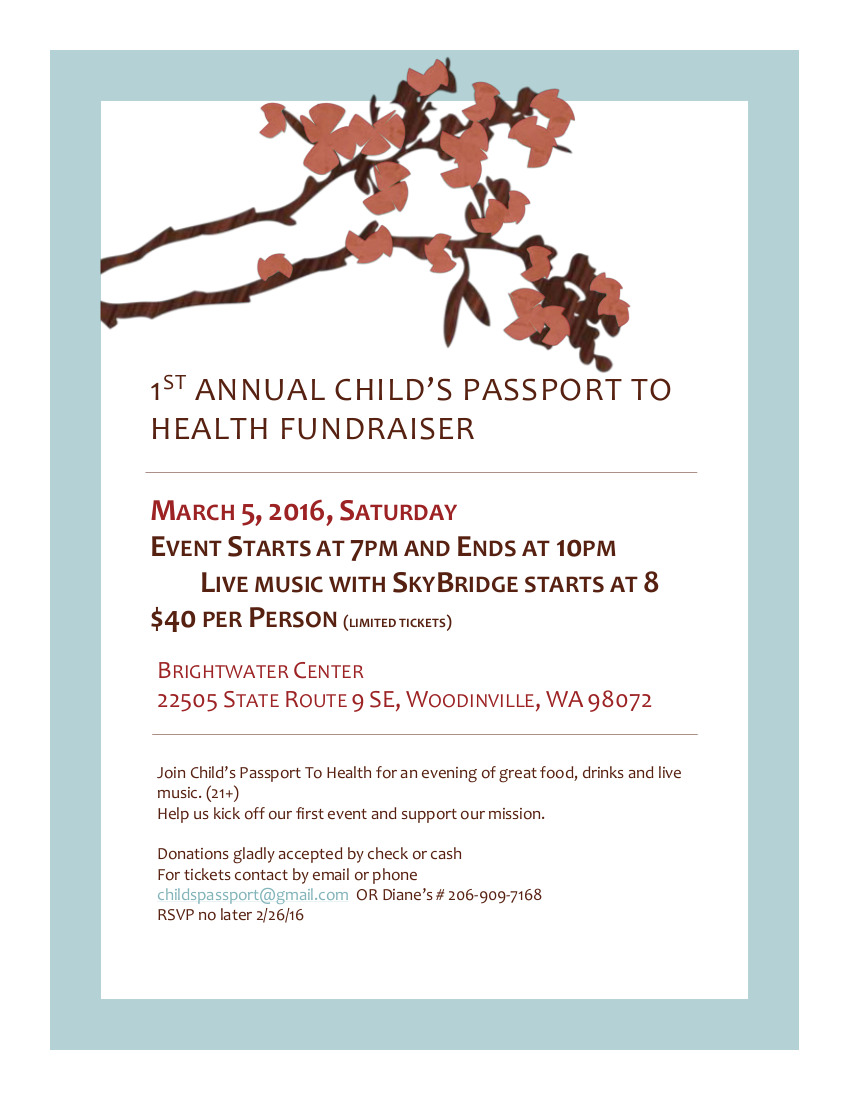 1ST ANNUAL CHILD’S PASSPORT TO
HEALTH FUNDRAISER
MARCH 5, 2016, SATURDAY
EVENT STARTS AT 7PM AND ENDS AT 10PM
LIVE MUSIC WITH SKYBRIDGE STARTS AT 8
$40 PER PERSON (LIMITED TICKETS)
BRIGHTWATER CENTER
22505 STATE ROUTE 9 SE, WOODINVILLE, WA 98072
Join Child’s Passport To Health for an evening of great food, drinks and live
music. (21+)
Help us kick off our first event and support our mission.
Donations gladly accepted by check or cash
For tickets contact by email or phone
childspassport@gmail.com OR Diane’s # 206-909-7168
RSVP no later 2/26/16